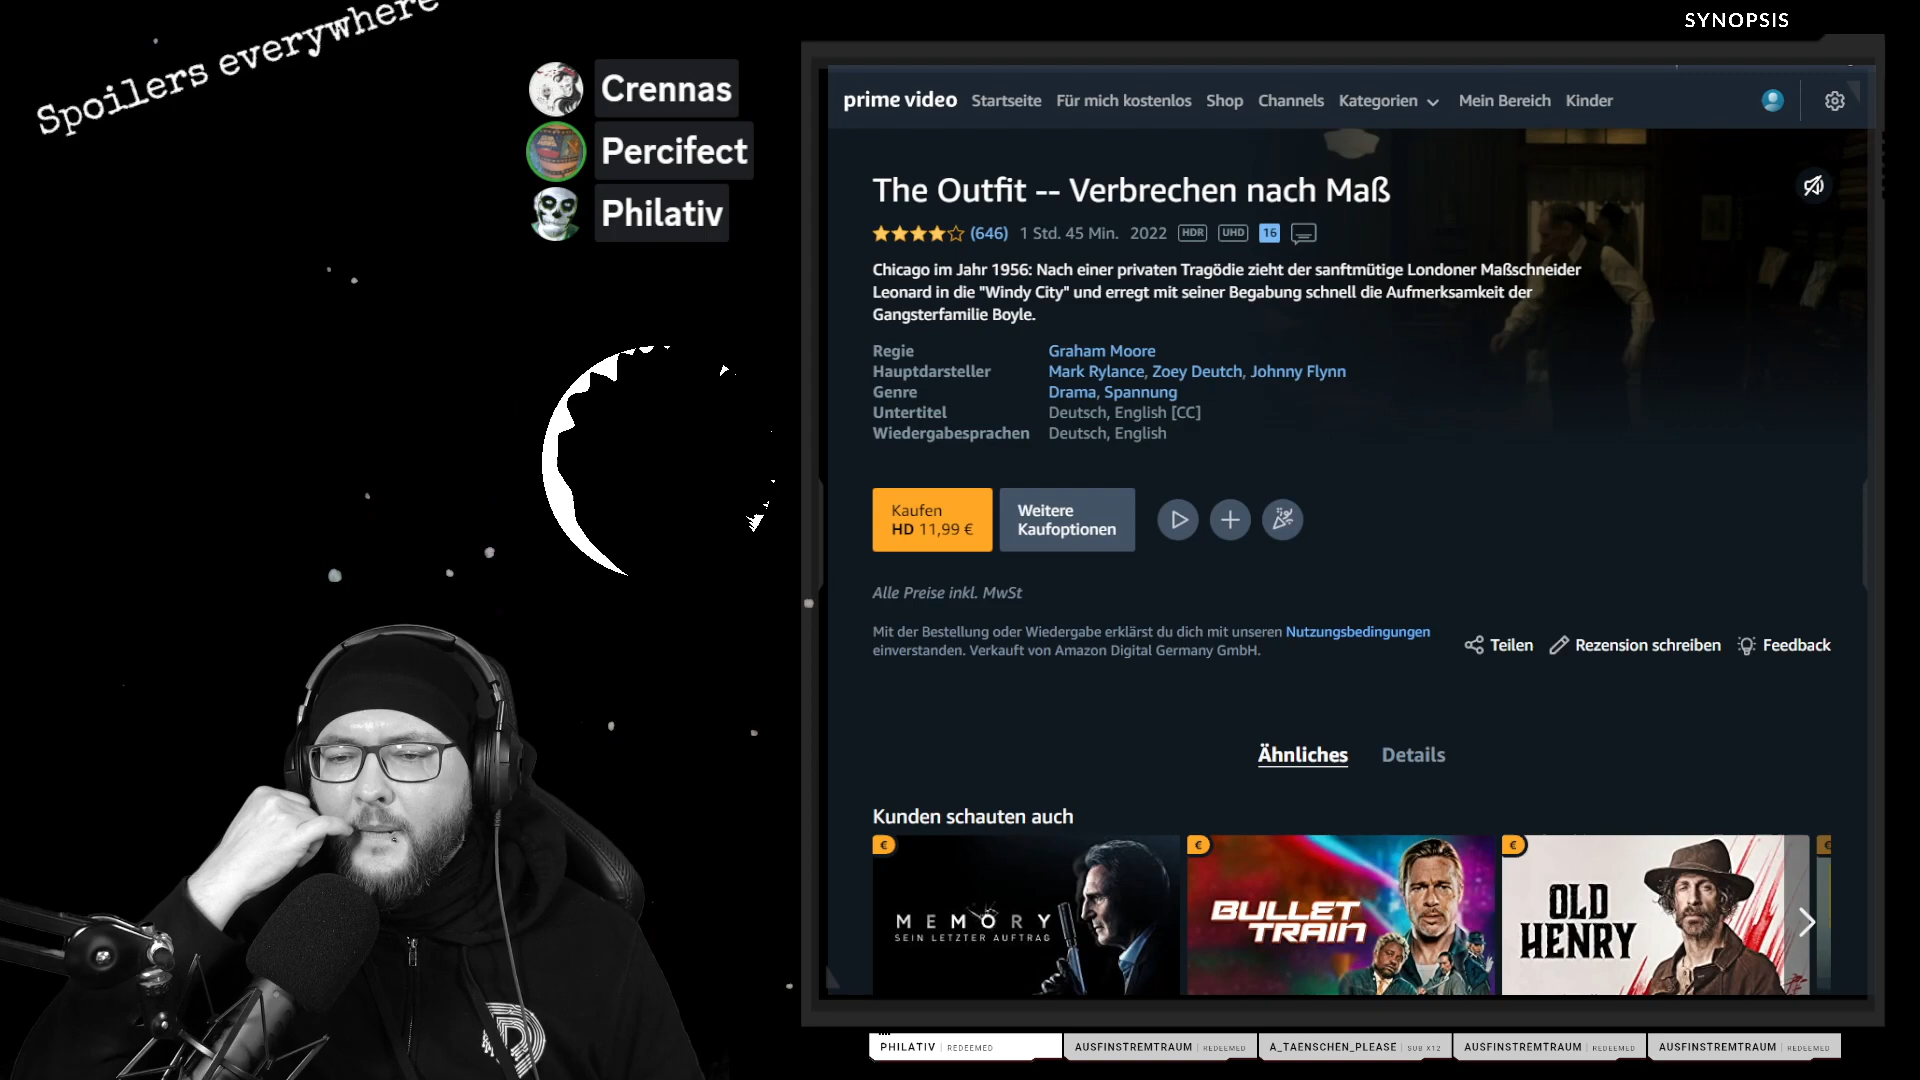 SYNOPSIS
Spoilers everywhere
Crennas
Percifect
Philativ
prime video Startseite Für mich kostenlos Shop Channels Kategorien Mein Bereich Kinder
The Outfit -- Verbrechen nach Maß
(646) 1 Std. 45 Min. 2022 HDR UHD 16
Chicago im Jahr 1956: Nach einer privaten Tragödie zieht der sanftmütige Londoner Maßschneider
Leonard in die "Windy City" und erregt mit seiner Begabung schnell die Aufmerksamkeit der
Gangsterfamilie Boyle.
Regie Graham Moore
Hauptdarsteller Mark Rylance, Zoey Deutch, Johnny Flynn
Genre Drama, Spannung
Untertitel Deutsch, English [CC]
Wiedergabesprachen Deutsch, English
Kaufen
HD 11,99 €
Weitere
Kaufoptionen
Alle Preise inkl. MwSt
Mit der Bestellung oder Wiedergabe erklärst du dich mit unseren Nutzungsbedingungen
einverstanden. Verkauft von Amazon Digital Germany GmbH.
Teilen Rezension schreiben Feedback
Ähnliches Details
Kunden schauten auch
€ € € €
MEMORY
SEIN LETZTER AUFTRAG
BULLET
TRAIN
OLD
HENRY
PHILATIV | REDEEMED AUSFINSTREMTRAUM | REDEEMED A_TAENSCHEN_PLEASE | SUB X12 AUSFINSTREMTRAUM | REDEEMED AUSFINSTREMTRAUM | REDEEMED